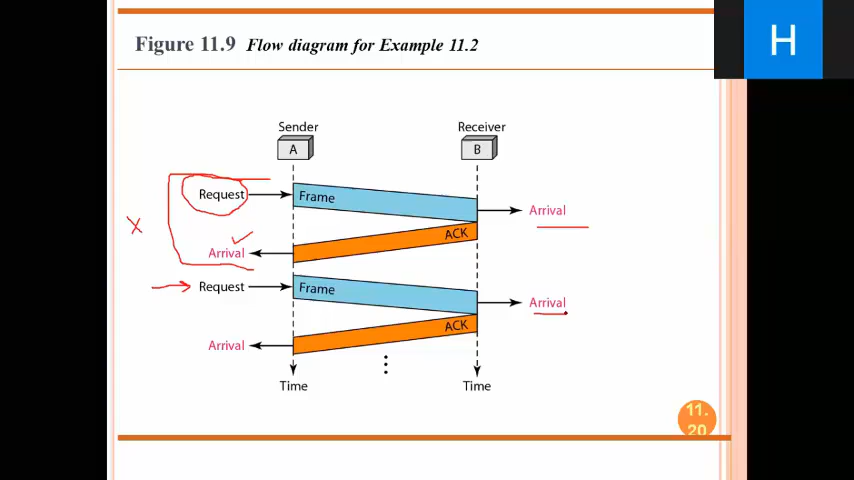 Figure 11.9 Flow diagram for Example 11.2
H
Sender
Receiver
A
B
Request
Frame
Arrival
X
ACK
Arrival
Request
Frame
Arrival
ACK
Arrival
Time
Time
11.
20